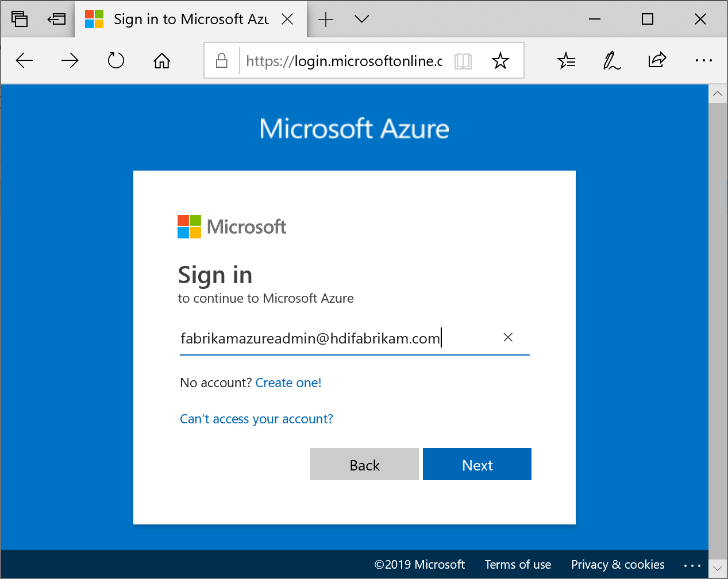 Sign in to Microsoft Azu
https://login.microsoftonline.c
Microsoft Azure
Microsoft
Sign in
to continue to Microsoft Azure
fabrikamazureadmin@hdifabrikam.com
No account? Create one!
Can't access your account?
Back Next
©2019 Microsoft Terms of use Privacy & cookies ...